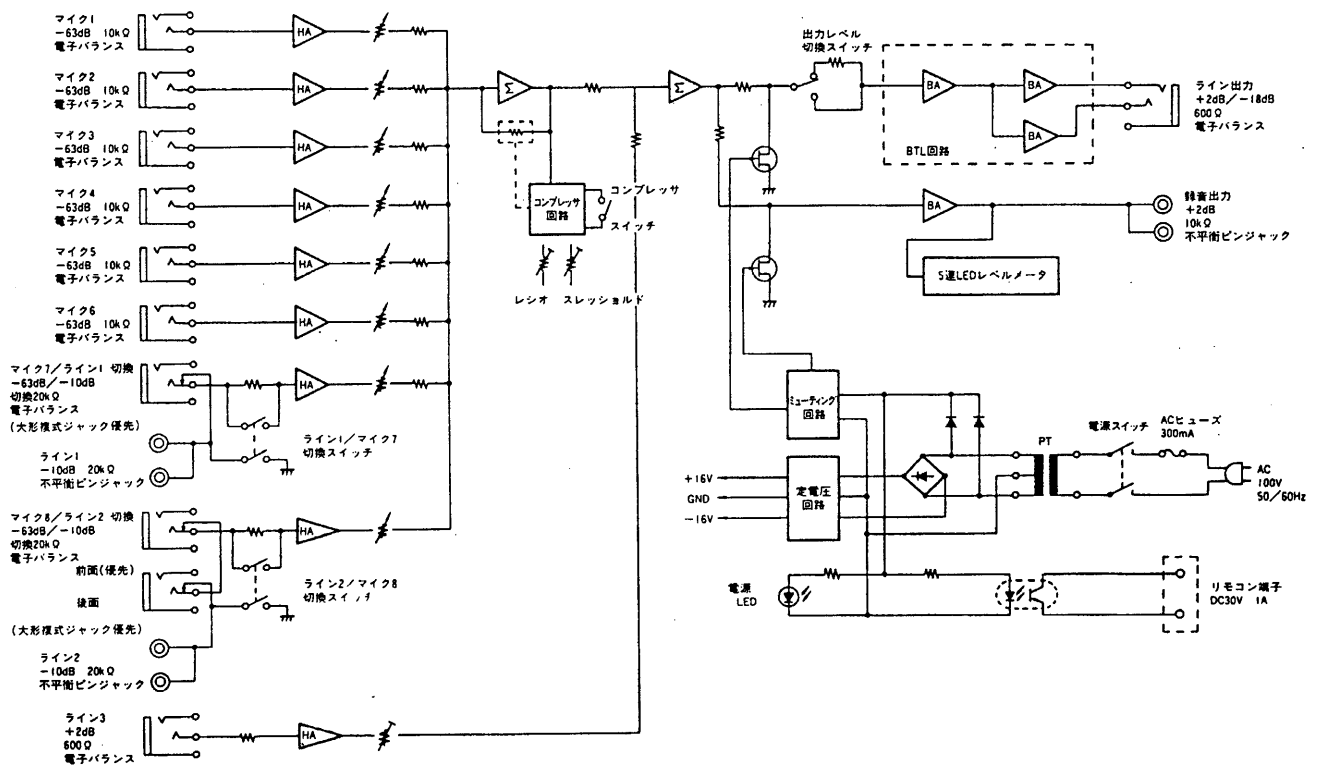 マイク1
-63dB 10kΩ
電子バランス
HA
マイク2
-63dB 10kΩ
電子バランス
HA
マイク3
-63dB 10kΩ
電子バランス
HA
マイク4
-63dB 10kΩ
電子バランス
HA
マイク5
-63dB 10kΩ
電子バランス
HA
マイク6
-63dB 10kΩ
電子バランス
HA
マイク7/ライン1 切換
-63dB/-10dB
切換20kΩ
電子バランス
(大形複式ジャック優先)
HA
ライン1
-10dB 20kΩ
不平衡ピンジャック
ライン1/マイク7
切換スイッチ
マイク8/ライン2 切換
-63dB/-10dB
切換20kΩ
電子バランス
HA
前面(優先)
後面
(大形複式ジャック優先)
ライン2/マイク8
切換スイッチ
ライン2
-10dB 20kΩ
不平衡ピンジャック
ライン3
+2dB
600Ω
電子バランス
HA
Σ
コンプレッサ
回路
コンプレッサ
スイッチ
レシオ スレッショルド
Σ
出力レベル
切換スイッチ
BA
BA
BA
BTL回路
ライン出力
+2dB/-18dB
600Ω
電子バランス
BA
録音出力
+2dB
10kΩ
不平衡ピンジャック
5連LEDレベルメータ
ミューティング
回路
+16V
GND
-16V
定電圧
回路
PT
電源スイッチ
ACヒューズ
300mA
AC
100V
50/60Hz
電源
LED
リモコン端子
DC30V 1A